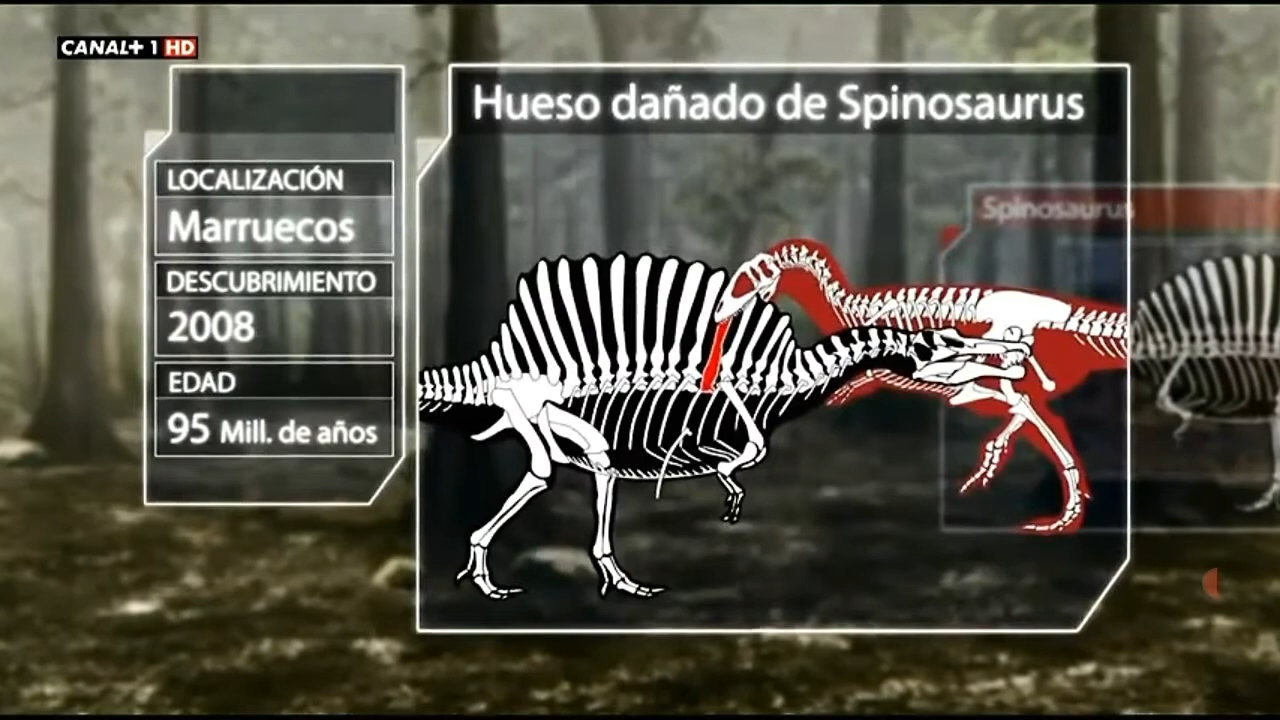 CANAL+ 1 HD
Hueso dañado de Spinosaurus
LOCALIZACIÓN
Marruecos
DESCUBRIMIENTO
2008
EDAD
95 Mill. de años
Spinosaurus